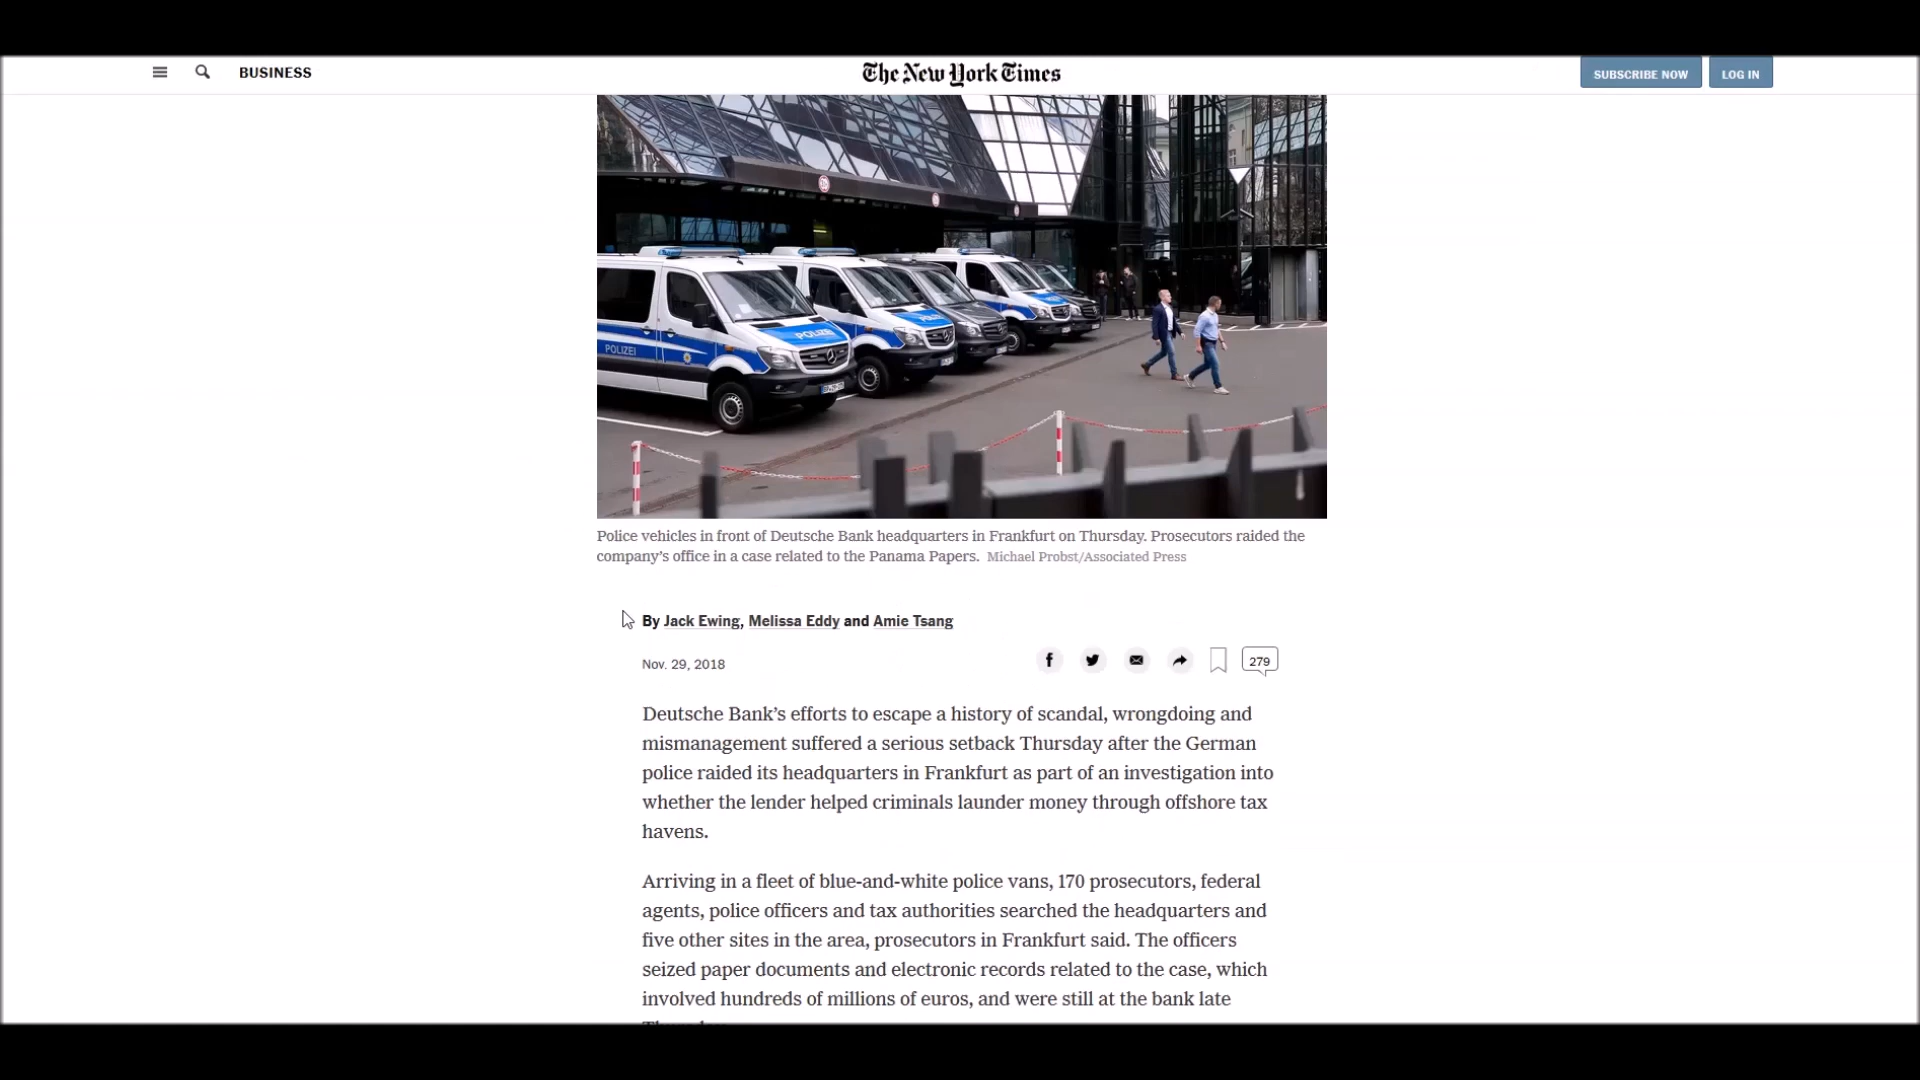 BUSINESS
The New York Times
SUBSCRIBE NOW
LOG IN
POLIZEI
POLIZEI
Police vehicles in front of Deutsche Bank headquarters in Frankfurt on Thursday. Prosecutors raided the
company’s office in a case related to the Panama Papers. Michael Probst/Associated Press
By Jack Ewing, Melissa Eddy and Amie Tsang
Nov. 29, 2018
279
Deutsche Bank’s efforts to escape a history of scandal, wrongdoing and
mismanagement suffered a serious setback Thursday after the German
police raided its headquarters in Frankfurt as part of an investigation into
whether the lender helped criminals launder money through offshore tax
havens.
Arriving in a fleet of blue-and-white police vans, 170 prosecutors, federal
agents, police officers and tax authorities searched the headquarters and
five other sites in the area, prosecutors in Frankfurt said. The officers
seized paper documents and electronic records related to the case, which
involved hundreds of millions of euros, and were still at the bank late